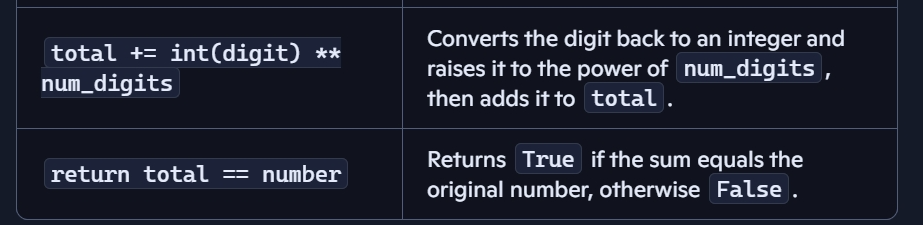 total += int(digit) **
num_digits
Converts the digit back to an integer and
raises it to the power of num_digits,
then adds it to total.
return total == number
Returns True if the sum equals the
original number, otherwise False.